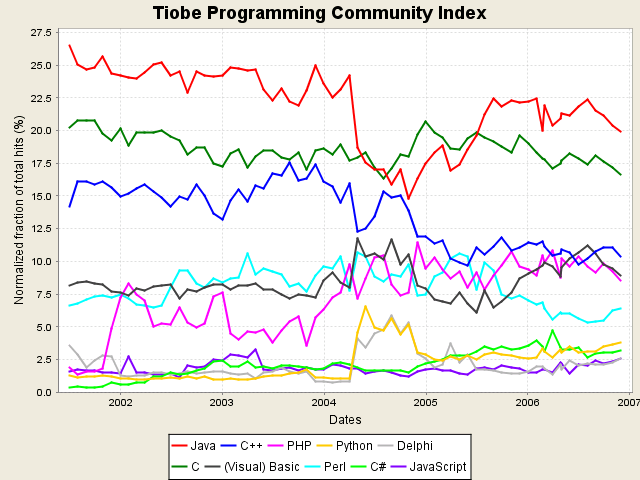 Tiobe Programming Community Index
Normalized fraction of total hits (%)
27.5
25.0
22.5
20.0
17.5
15.0
12.5
10.0
7.5
5.0
2.5
0.0
2002 2003 2004 2005 2006 2007
Dates
Java C++ PHP Python Delphi
C (Visual) Basic Perl C# JavaScript